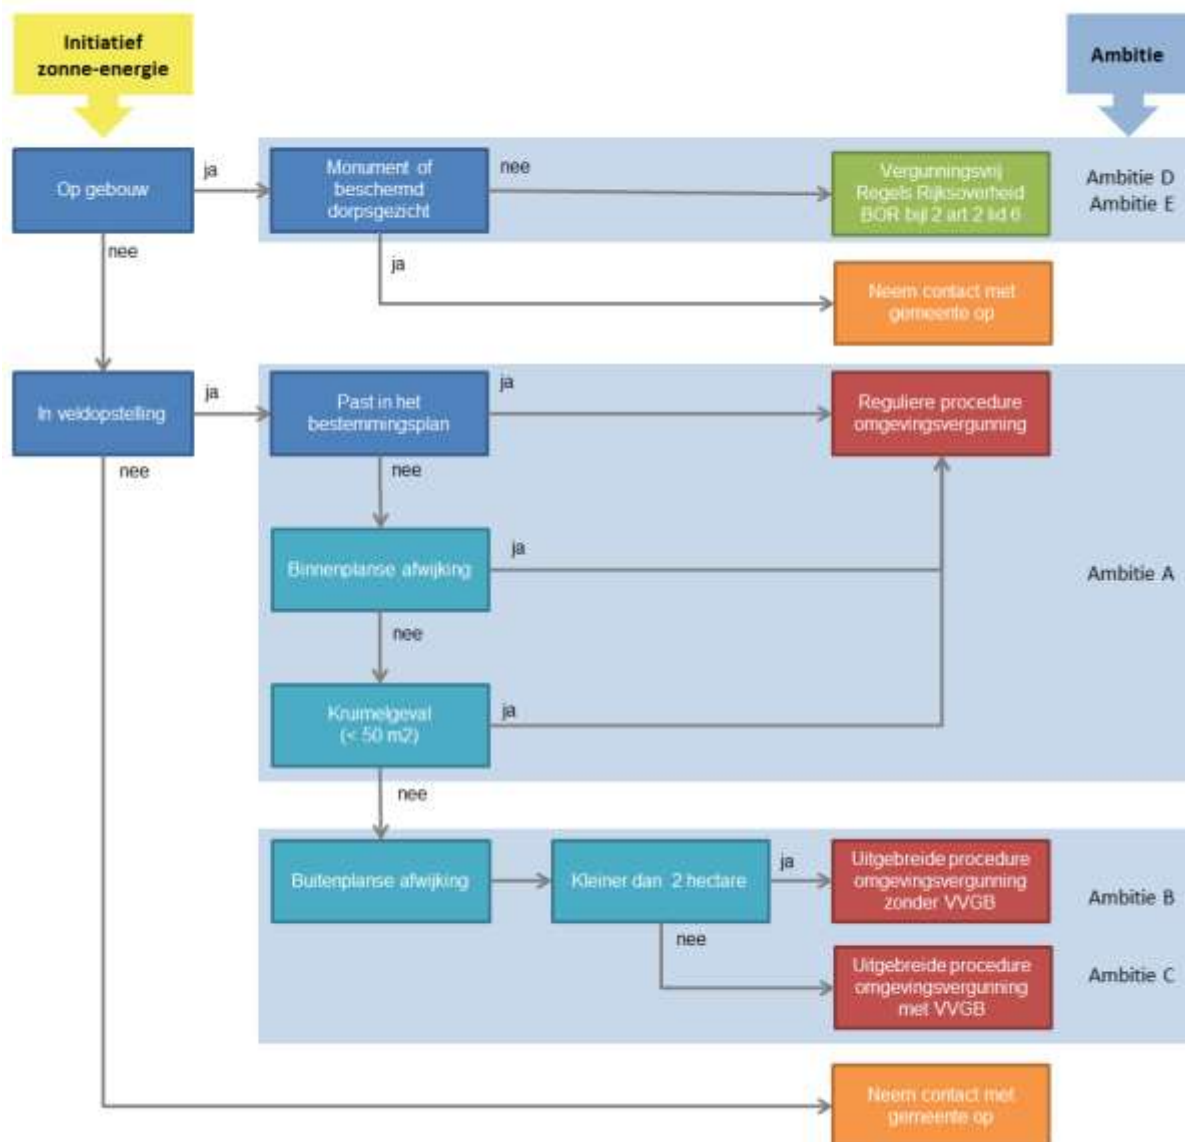 Initiatief
zonne-energie
Ambitie
Op gebouw
ja
Monument of
beschermd
dorpsgezicht
nee
Vergunningsvrij
Regels Rijksoverheid
BOR bijl 2 art 2 lid 6
Ambitie D
Ambitie E
nee
ja
Neem contact met
gemeente op
In veldopstelling
ja
Past in het
bestemmingsplan
ja
Reguliere procedure
omgevingsvergunning
nee
nee
Binnenplanse afwijking
ja
Ambitie A
nee
Kruimelgeval
(< 50 m2)
ja
nee
Buitenplanse afwijking
Kleiner dan 2 hectare
ja
Uitgebreide procedure
omgevingsvergunning
zonder VVGB
Ambitie B
nee
Uitgebreide procedure
omgevingsvergunning
met VVGB
Ambitie C
Neem contact met
gemeente op